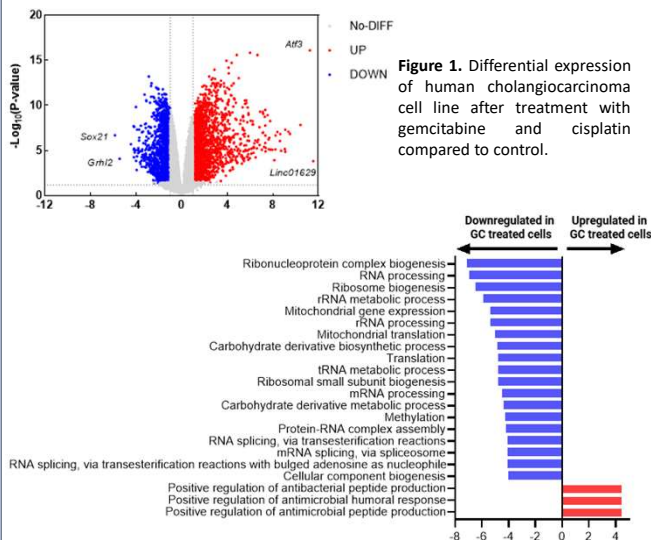 20
15
10
5
0
-Log10(P-value)
-12 -8 -4 0 4 8 12
Atf3
Sox21
Grhl2
Linc01629
No-DIFF
UP
DOWN
Figure 1. Differential expression
of human cholangiocarcinoma
cell line after treatment with
gemcitabine and cisplatin
compared to control.
Downregulated in
GC treated cells
Upregulated in
GC treated cells
Ribonucleoprotein complex biogenesis
RNA processing
Ribosome biogenesis
rRNA metabolic process
Mitochondrial gene expression
rRNA processing
Mitochondrial translation
Carbohydrate derivative biosynthetic process
Translation
tRNA metabolic process
Ribosomal small subunit biogenesis
mRNA processing
Carbohydrate derivative metabolic process
Methylation
Protein-RNA complex assembly
RNA splicing, via transesterification reactions
mRNA splicing, via spliceosome
RNA splicing, via transesterification reactions with bulged adenosine as nucleophile
Cellular component biogenesis
Positive regulation of antibacterial peptide production
Positive regulation of antimicrobial humoral response
Positive regulation of antimicrobial peptide production
-8 -6 -4 -2 0 2 4